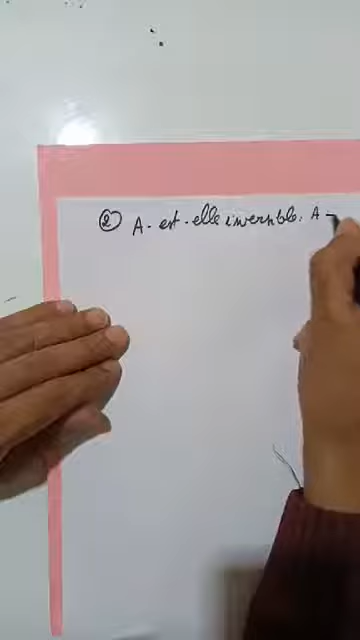 ② A-est-elle inversible. A -